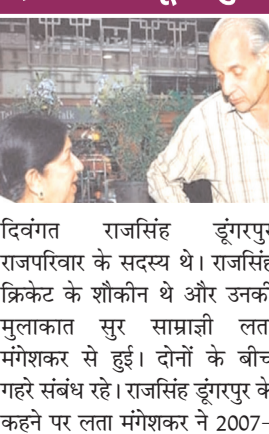 दिवंगत राजसिंह डूंगरपुर
राजपरिवार के सदस्य थे। राजसिंह
क्रिकेट के शौकीन थे और उनकी
मुलाकात सुर साम्राज्ञी लता
मंगेशकर से हुई। दोनों के बीच
गहरे संबंध रहे। राजसिंह डूंगरपुर के
कहने पर लता मंगेशकर ने 2007-